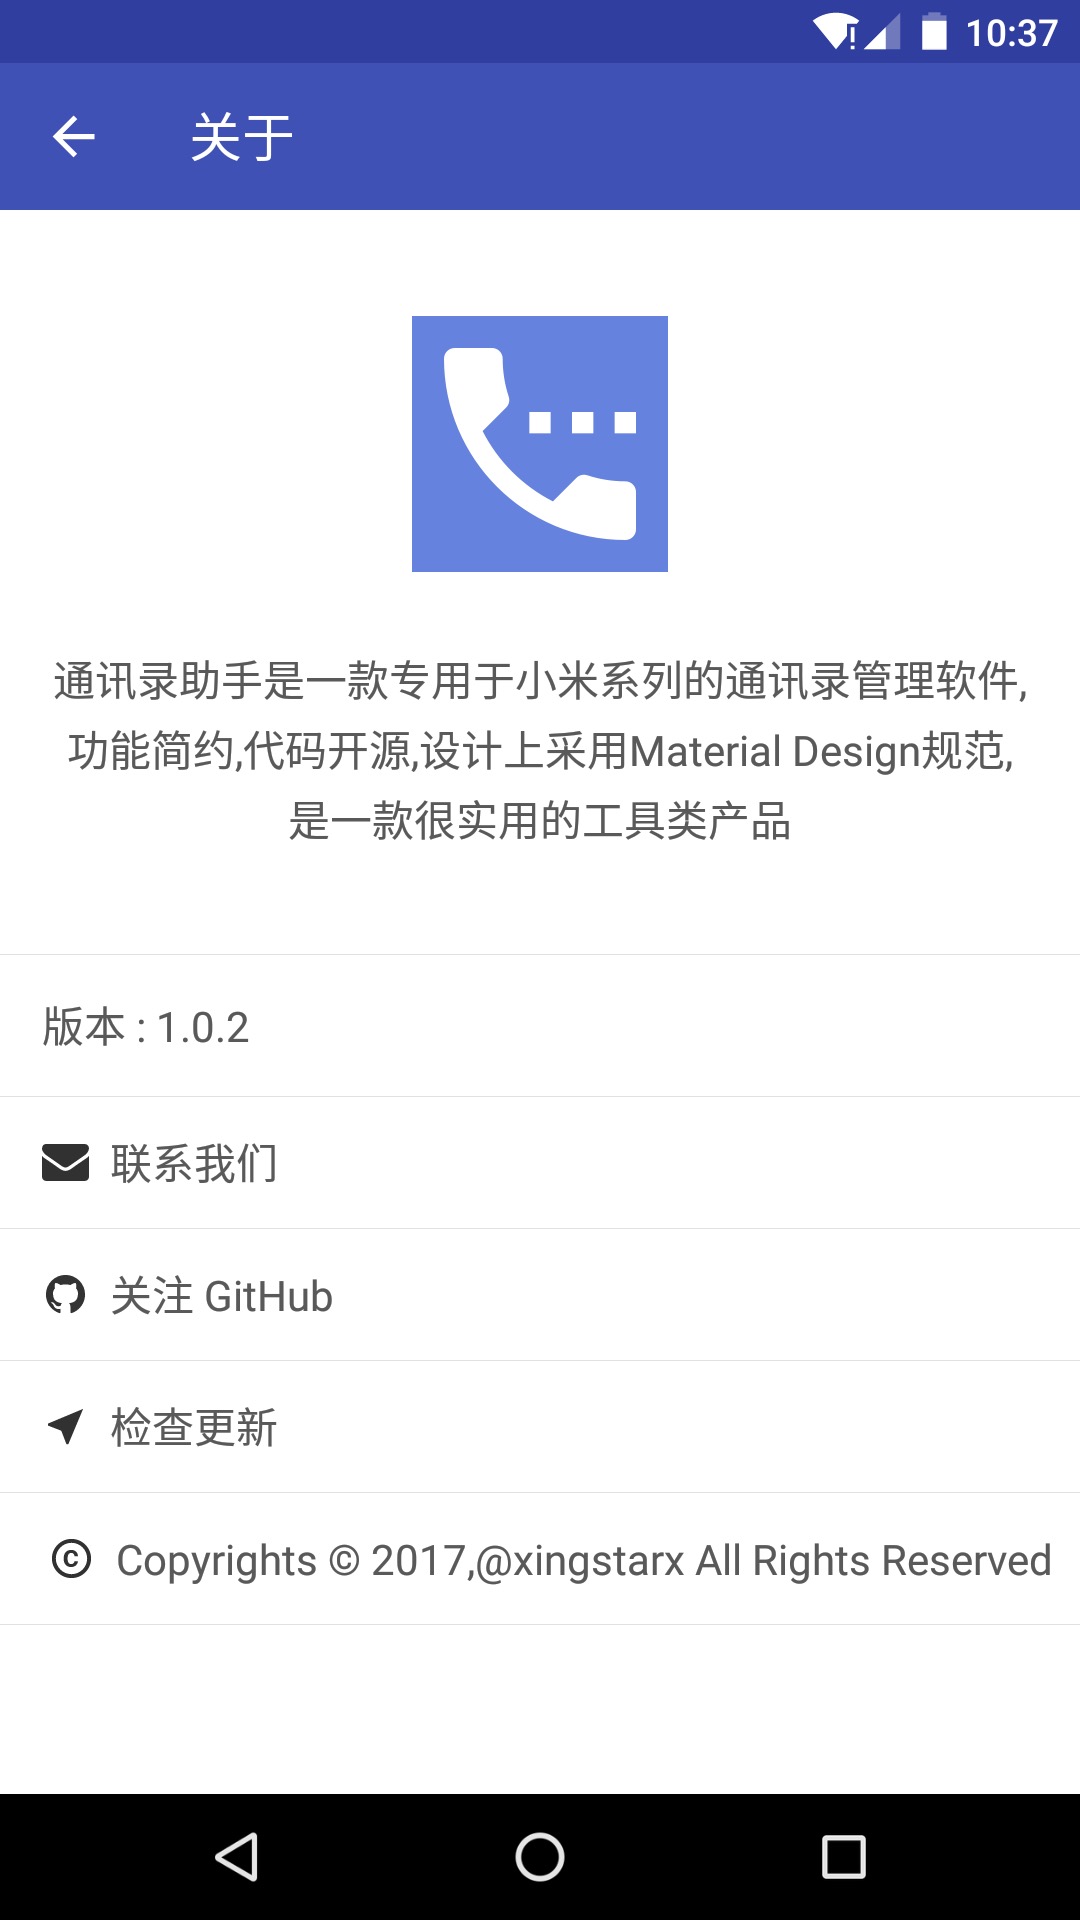 10:37
关于
通讯录助手是一款专用于小米系列的通讯录管理软件,
功能简约,代码开源,设计上采用Material Design规范,
是一款很实用的工具类产品
版本 : 1.0.2
联系我们
关注 GitHub
检查更新
Copyrights © 2017,@xingstarx All Rights Reserved